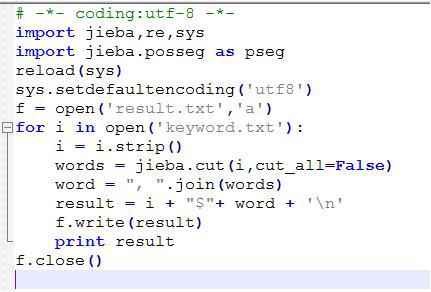 # -*- coding:utf-8 -*-
import jieba,re,sys
import jieba.posseg as pseg
reload(sys)
sys.setdefaultencoding('utf8')
f = open('result.txt','a')
for i in open('keyword.txt'):
    i = i.strip()
    words = jieba.cut(i,cut_all=False)
    word = ", ".join(words)
    result = i + "$"+ word + '\n'
    f.write(result)
    print result
f.close()